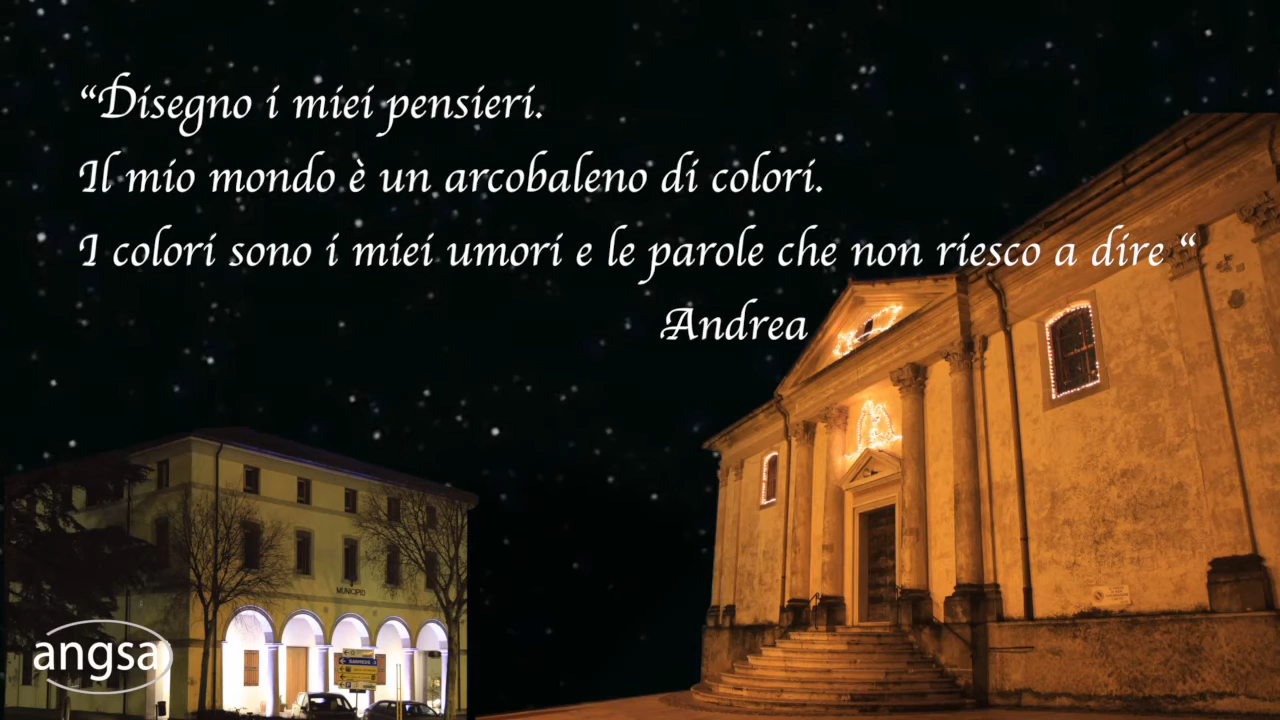 “Disegno i miei pensieri.
Il mio mondo è un arcobaleno di colori.
I colori sono i miei umori e le parole che non riesco a dire “
Andrea
MUNICIPIO
angsa